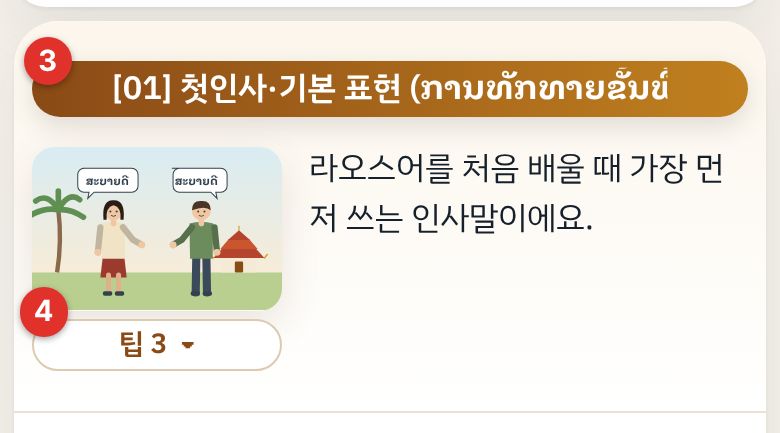 3
[01] 첫인사·기본 표현 (ການທັກທາຍຂັ້ນ
ສະບາຍດີ
ສະບາຍດີ
라오스어를 처음 배울 때 가장 먼
저 쓰는 인사말이에요.
4
팁 3